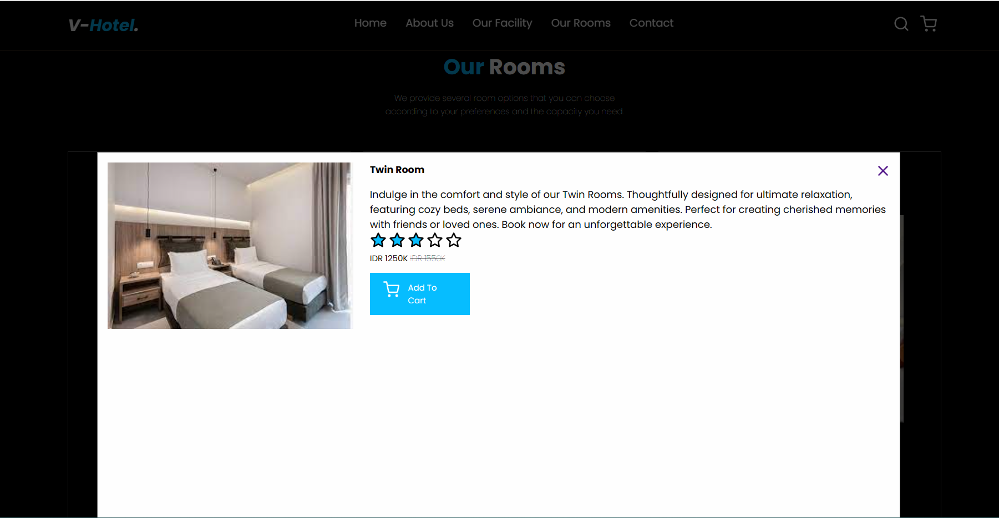 V-Hotel.
Home About Us Our Facility Our Rooms Contact
Our Rooms
We provide several room options that you can choose
according to your preferences and the capacity you need.
Twin Room
Indulge in the comfort and style of our Twin Rooms. Thoughtfully designed for ultimate relaxation,
featuring cozy beds, serene ambiance, and modern amenities. Perfect for creating cherished memories
with friends or loved ones. Book now for an unforgettable experience.
IDR 1250K IDR 1550K
Add To
Cart